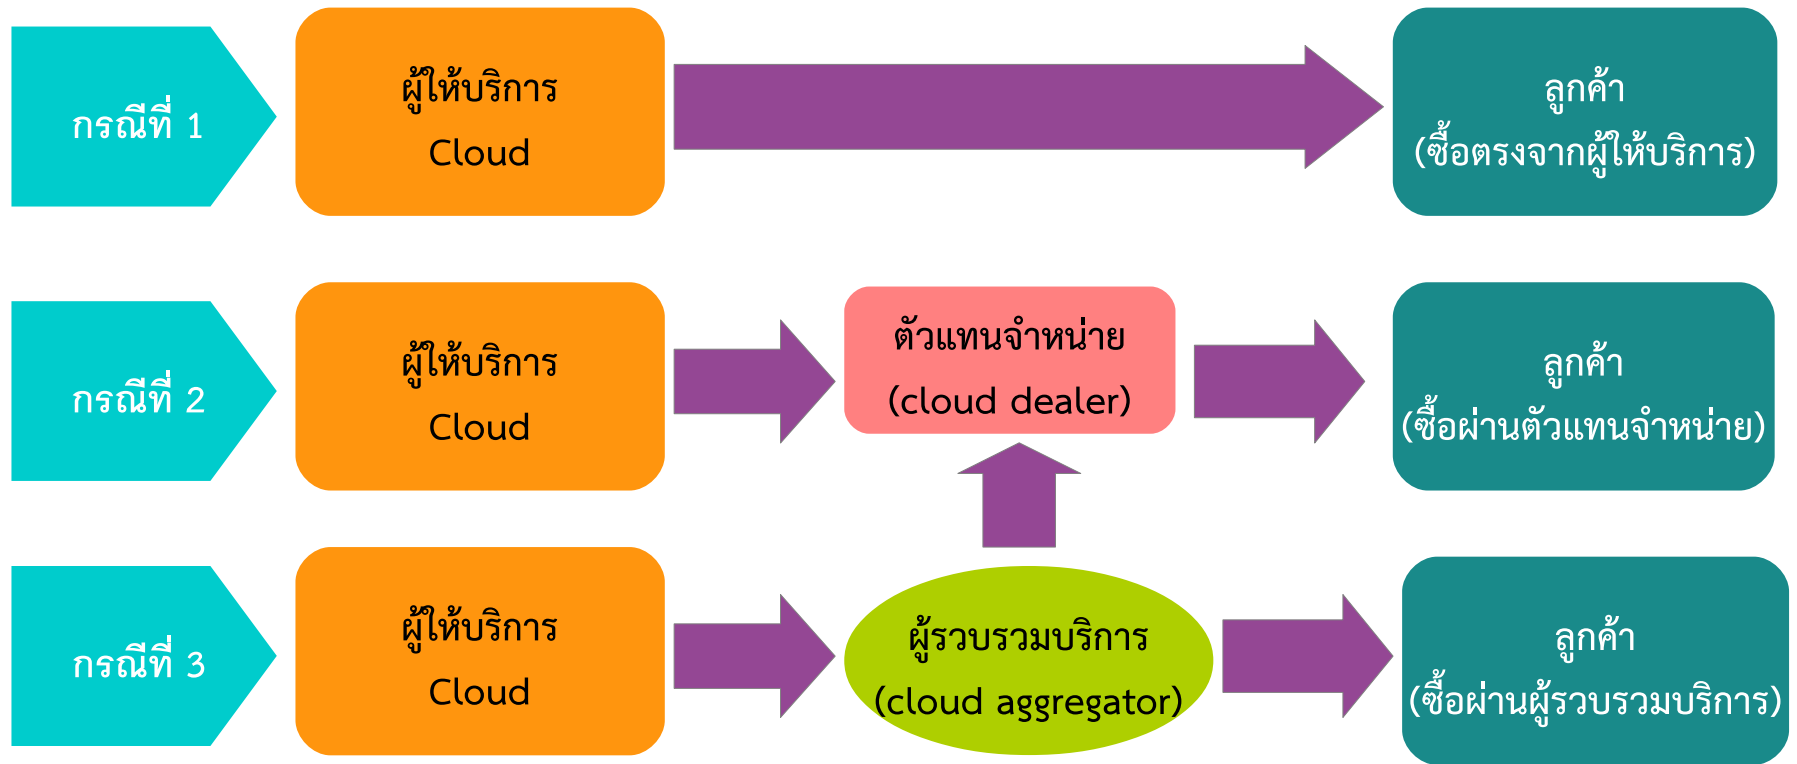 กรณีที่ 1
ผู้ให้บริการ
Cloud
ลูกค้า
(ซื้อตรงจากผู้ให้บริการ)
กรณีที่ 2
ผู้ให้บริการ
Cloud
ตัวแทนจำหน่าย
(cloud dealer)
ลูกค้า
(ซื้อผ่านตัวแทนจำหน่าย)
กรณีที่ 3
ผู้ให้บริการ
Cloud
ผู้รวบรวมบริการ
(cloud aggregator)
ลูกค้า
(ซื้อผ่านผู้รวบรวมบริการ)